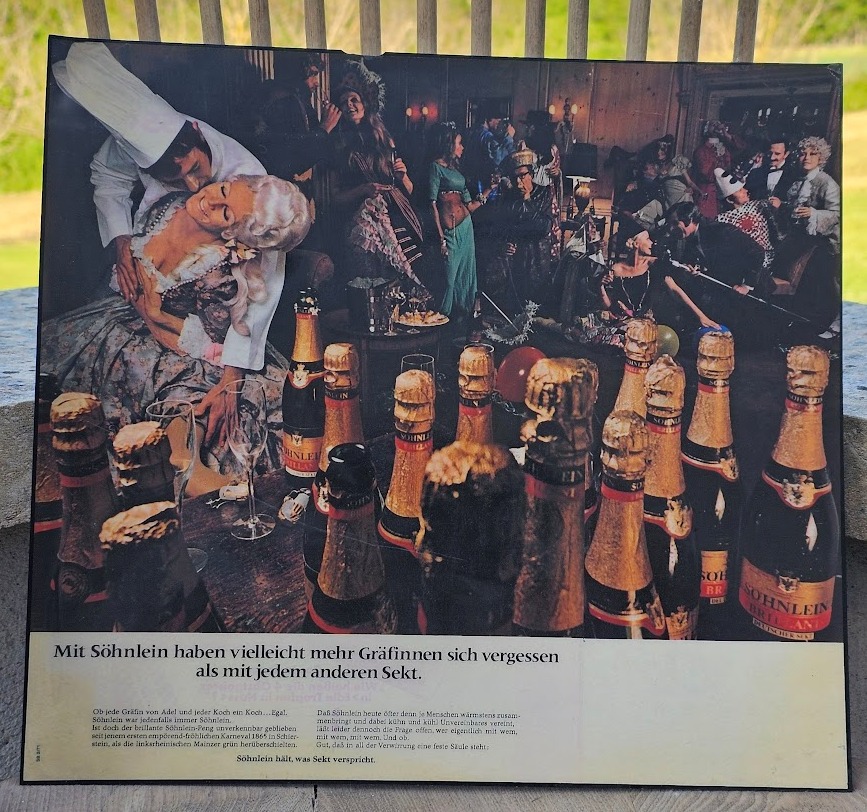 SÖHNLEIN
BRILLANT
DEUTSCHER SEKT
Mit Söhnlein haben vielleicht mehr Gräfinnen sich vergessen
als mit jedem anderen Sekt.
Ob jede Gräfin von Adel und jeder Koch ein Koch... Egal.
Söhnlein war jedenfalls immer Söhnlein.
Ist doch der brillante Söhnlein-Peng unverkennbar geblieben
seit jenem ersten empörend-fröhlichen Karneval 1865 in Schier-
stein, als die linksrheinischen Mainzer grün herüberschielten.
Daß Söhnlein heute öfter denn je Menschen wärmstens zusam-
menbringt und dabei kühn und kühl Unvereinbares vereint,
läßt leider dennoch die Frage offen, wer eigentlich mit wem,
mit wem, mit wem. Und ob.
Gut, daß in all der Verwirrung eine feste Säule steht:
Söhnlein hält, was Sekt verspricht.